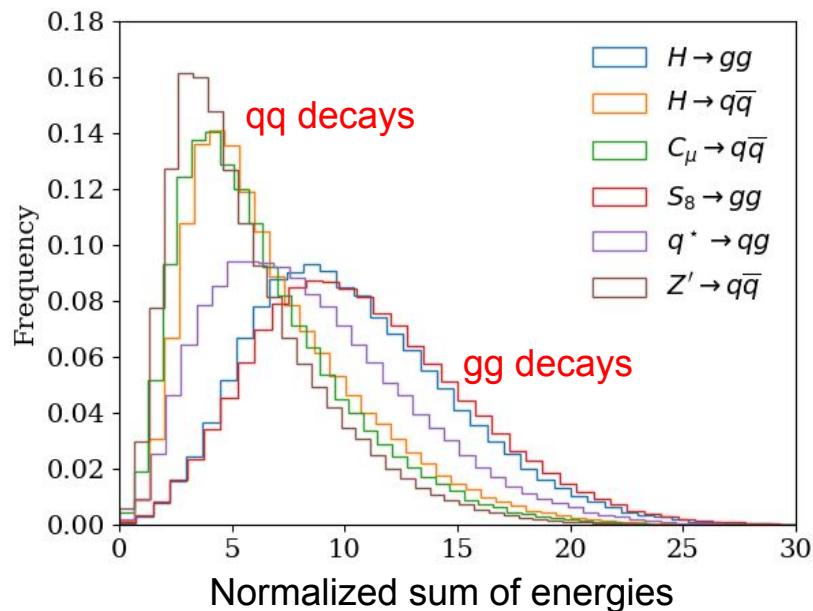 0.18
0.16
0.14
0.12
0.10
0.08
0.06
0.04
0.02
0.00
Frequency
qq decays
gg decays
H → gg
H → qq̅
Cμ → qq̅
S₈ → gg
q* → qg
Z′ → qq̅
0 5 10 15 20 25 30
Normalized sum of energies